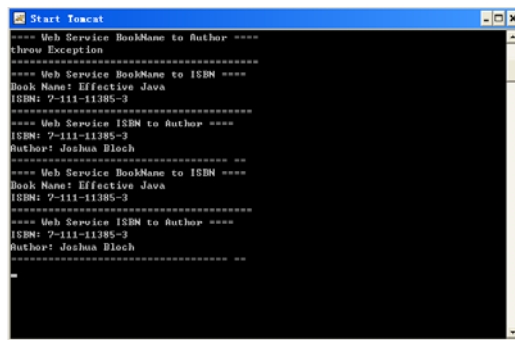 Start Tomcat
==== Web Service BookName to Author ====
throw Exception
========================================
==== Web Service BookName to ISBN ====
Book Name: Effective Java
ISBN: 7-111-11385-3
=======================================
==== Web Service ISBN to Author ====
ISBN: 7-111-11385-3
Author: Joshua Bloch
=================================== ==
==== Web Service BookName to ISBN ====
Book Name: Effective Java
ISBN: 7-111-11385-3
=======================================
==== Web Service ISBN to Author ====
ISBN: 7-111-11385-3
Author: Joshua Bloch
=================================== ==